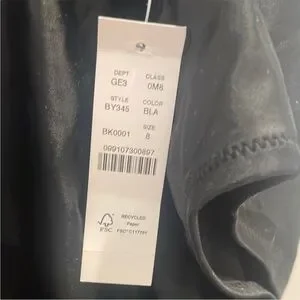 DEPT CLASS
GE3 0M8
STYLE COLOR
BY345 BLA
BK0001 SIZE
8
099107300897
FSC
RECYCLED
Paper